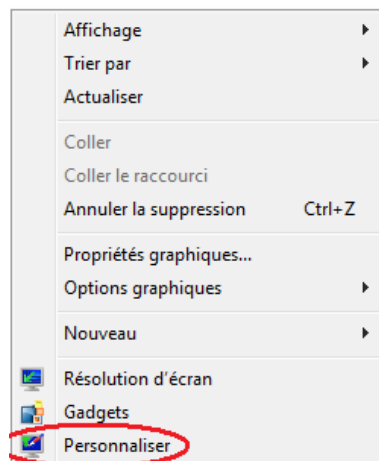 Affichage
Trier par
Actualiser
Coller
Coller le raccourci
Annuler la suppression Ctrl+Z
Propriétés graphiques...
Options graphiques
Nouveau
Résolution d'écran
Gadgets
Personnaliser